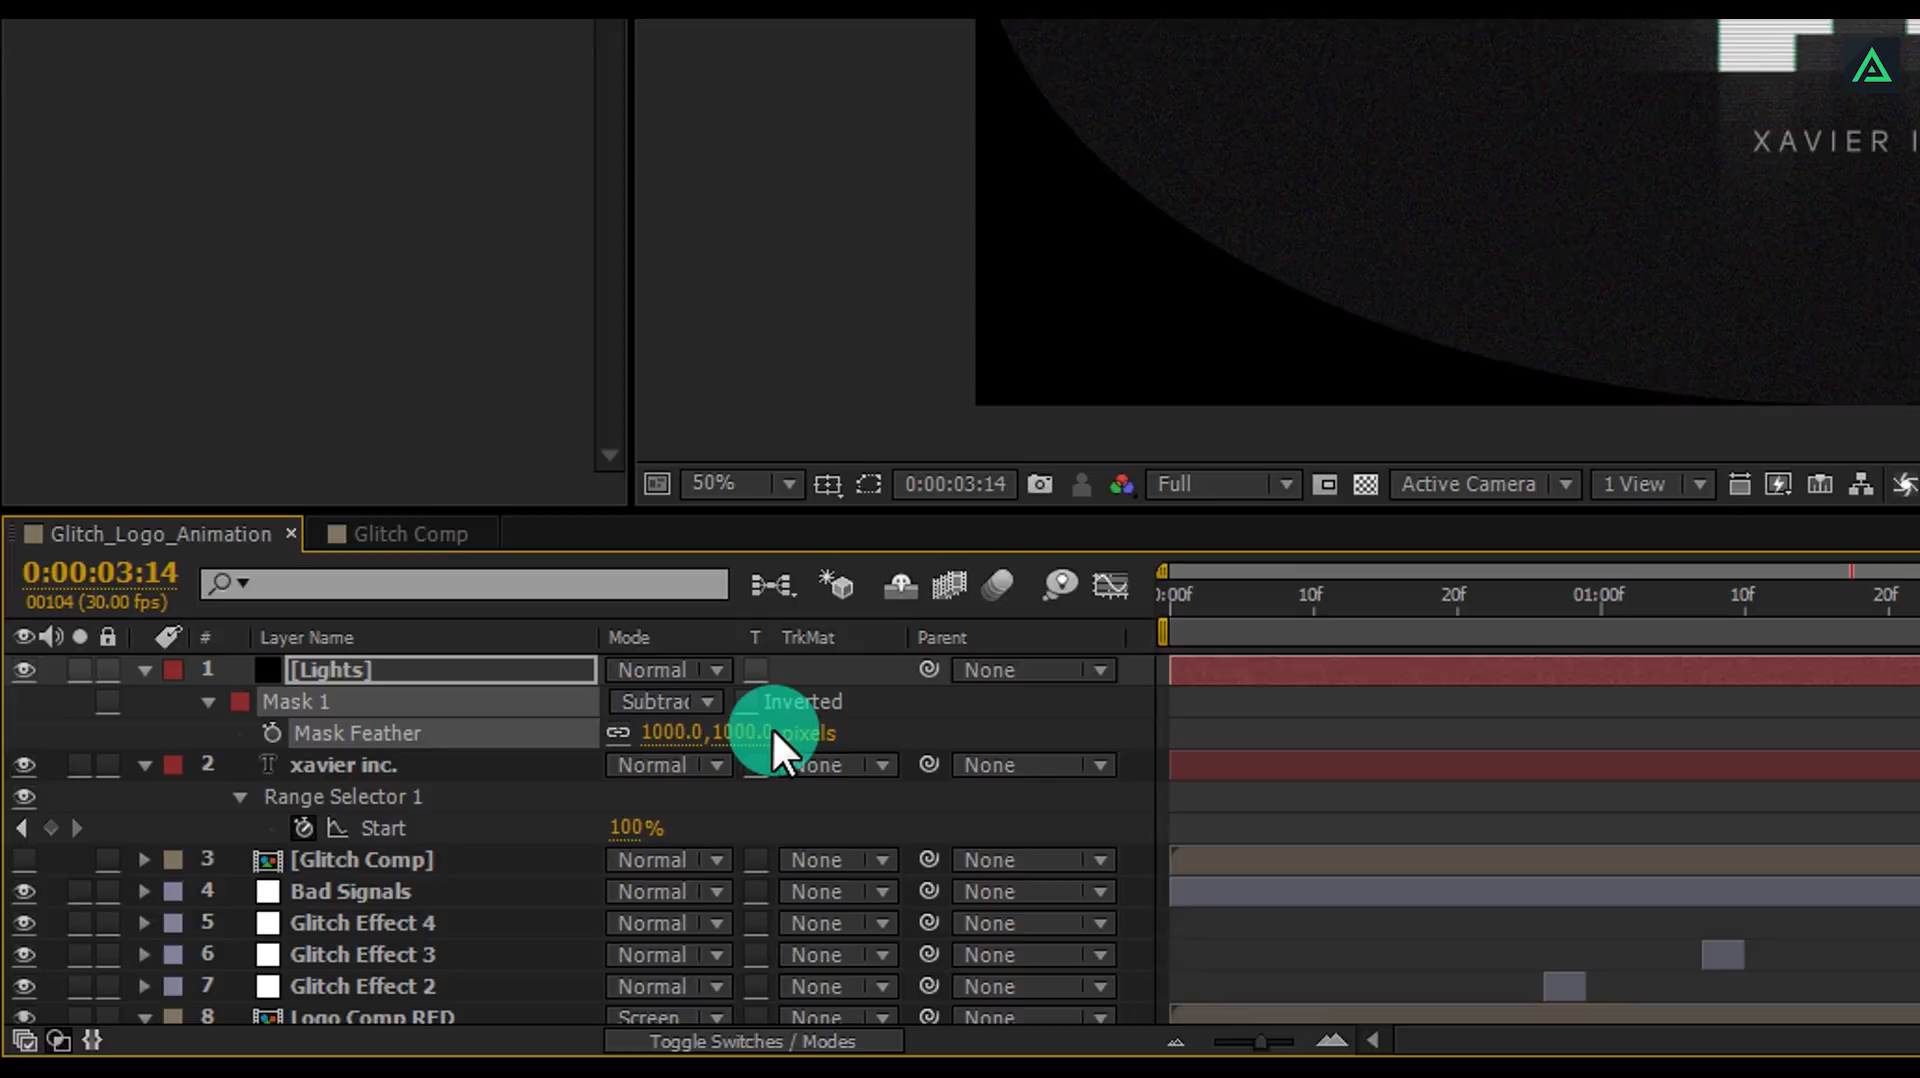 XAVIER I
50%
0:00:03:14
Full
Active Camera
1 View
Glitch_Logo_Animation ×
Glitch Comp
0:00:03:14
00104 (30.00 fps)
:00f 10f 20f 01:00f 10f 20f
# Layer Name Mode T TrkMat Parent
1 [Lights] Normal None
Mask 1 Subtrac Inverted
Mask Feather 1000.0,1000.0 pixels
2 xavier inc. Normal None None
Range Selector 1
Start 100%
3 [Glitch Comp] Normal None None
4 Bad Signals Normal None None
5 Glitch Effect 4 Normal None None
6 Glitch Effect 3 Normal None None
7 Glitch Effect 2 Normal None None
8 Logo Comp RED Screen None None
Toggle Switches / Modes